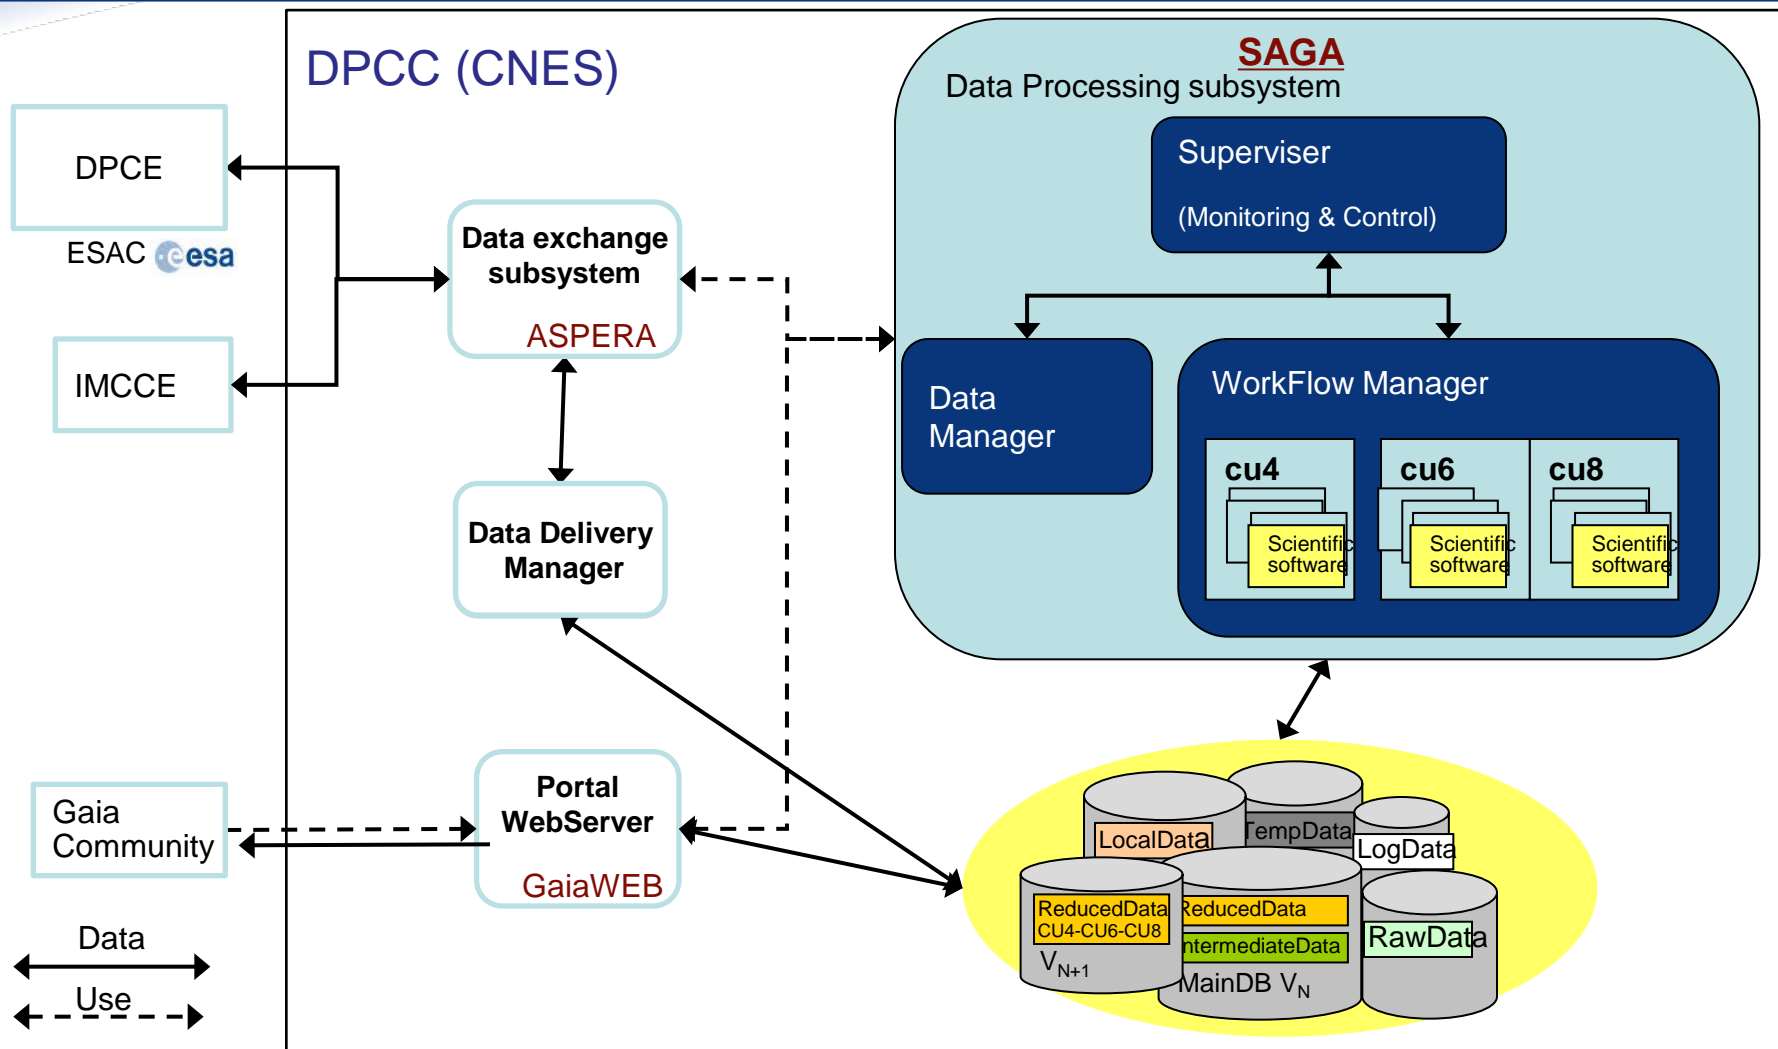 DPCC (CNES)
SAGA
Data Processing subsystem
Superviser
(Monitoring & Control)
DPCE
ESAC esa
IMCCE
Data exchange
subsystem
ASPERA
Data
Manager
WorkFlow Manager
cu4
cu6
cu8
Scientific
software
Scientific
software
Scientific
software
Data Delivery
Manager
Gaia
Community
Portal
WebServer
GaiaWEB
LocalData
TempData
LogData
ReducedData
CU4-CU6-CU8
V N+1
ReducedData
IntermediateData
MainDB V N
RawData
Data
Use